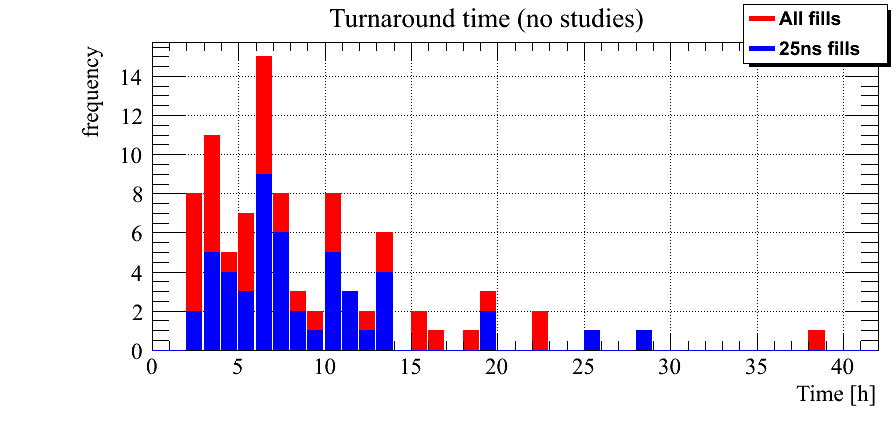 Turnaround time (no studies)
All fills
25ns fills
frequency
14
12
10
8
6
4
2
0
0 5 10 15 20 25 30 35 40
Time [h]